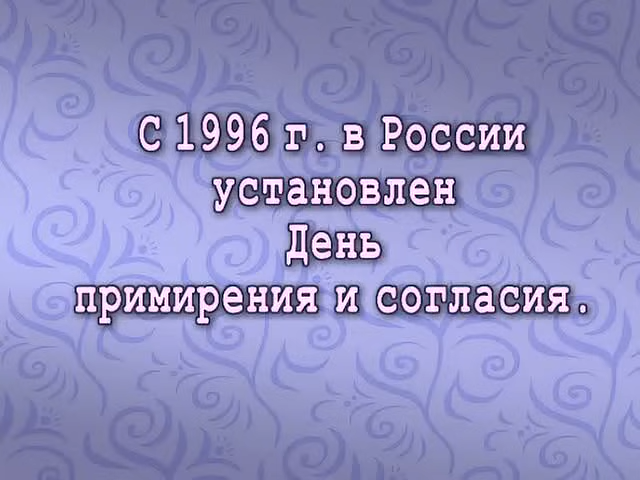 С 1996 г. в России
установлен
День
примирения и согласия.